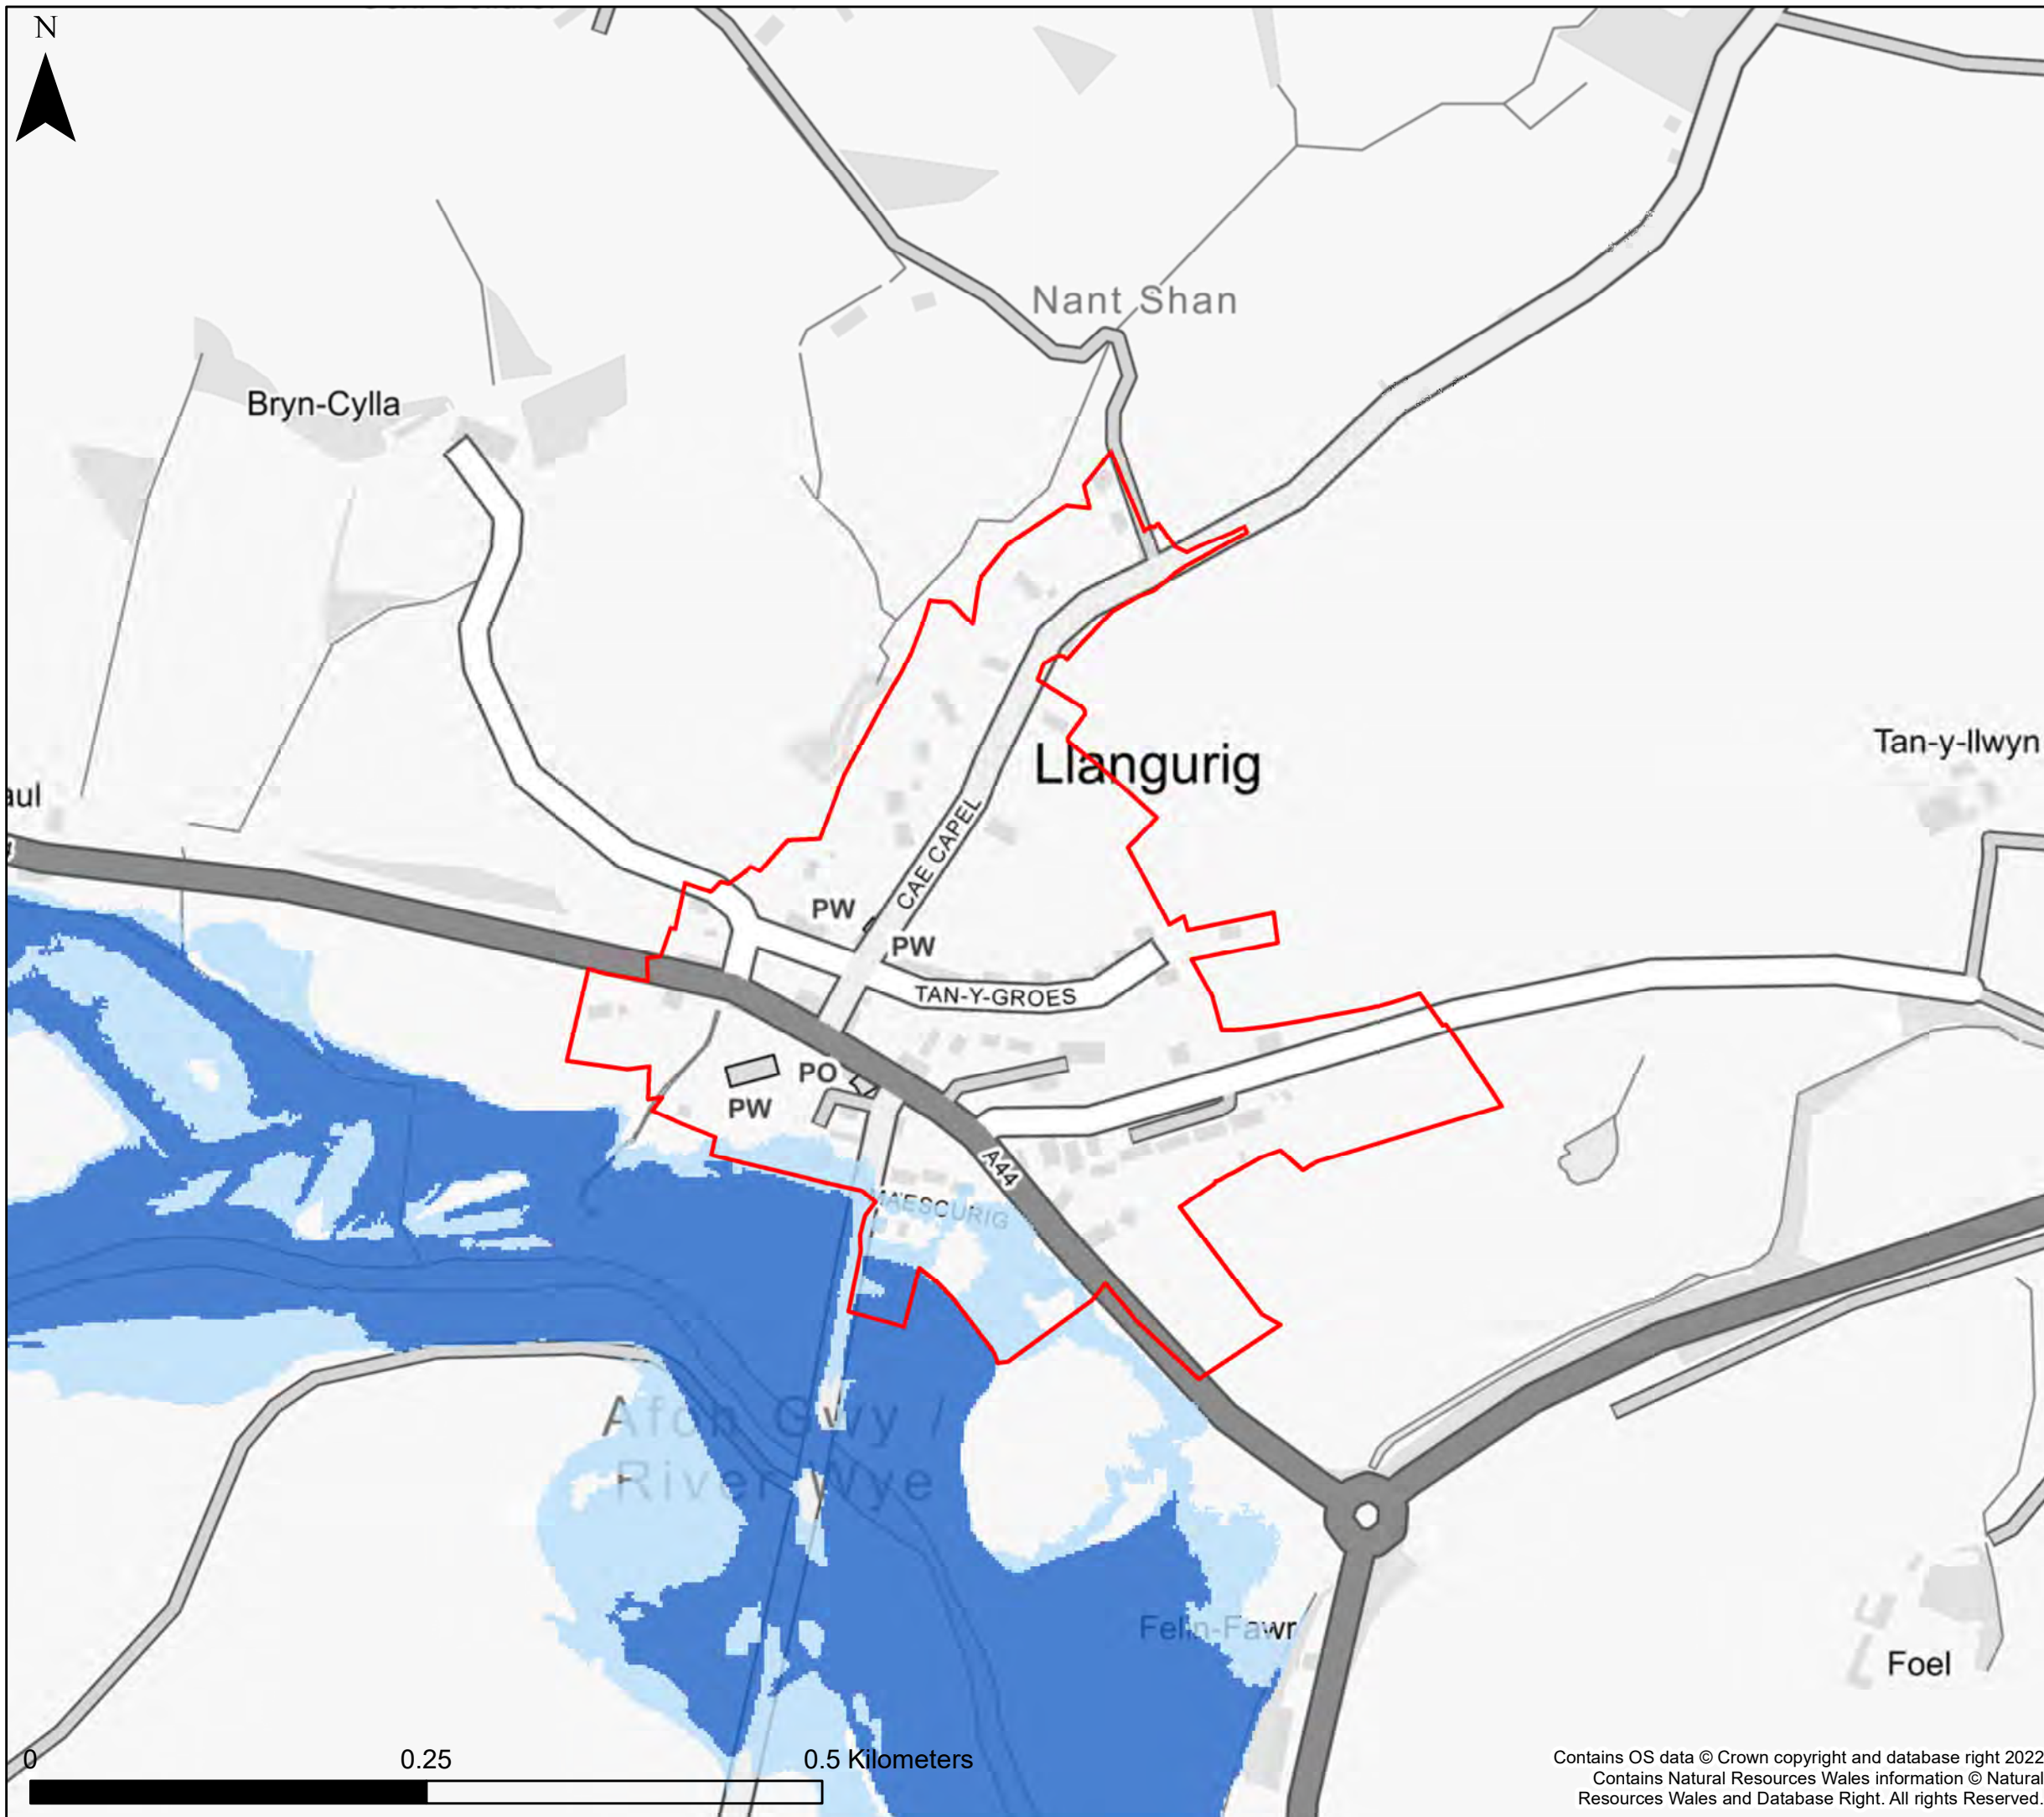 N
Nant Shan
Bryn-Cylla
Llangurig
Tan-y-llwyn
aul
CAE CAPEL
PW
PW
TAN-Y-GROES
PO
PW
A44
MAESCURIG
Afon Gwy /
River Wye
Felin-Fawr
Foel
0 0.25 0.5 Kilometers
Contains OS data © Crown copyright and database right 2022
Contains Natural Resources Wales information © Natural
Resources Wales and Database Right. All rights Reserved.